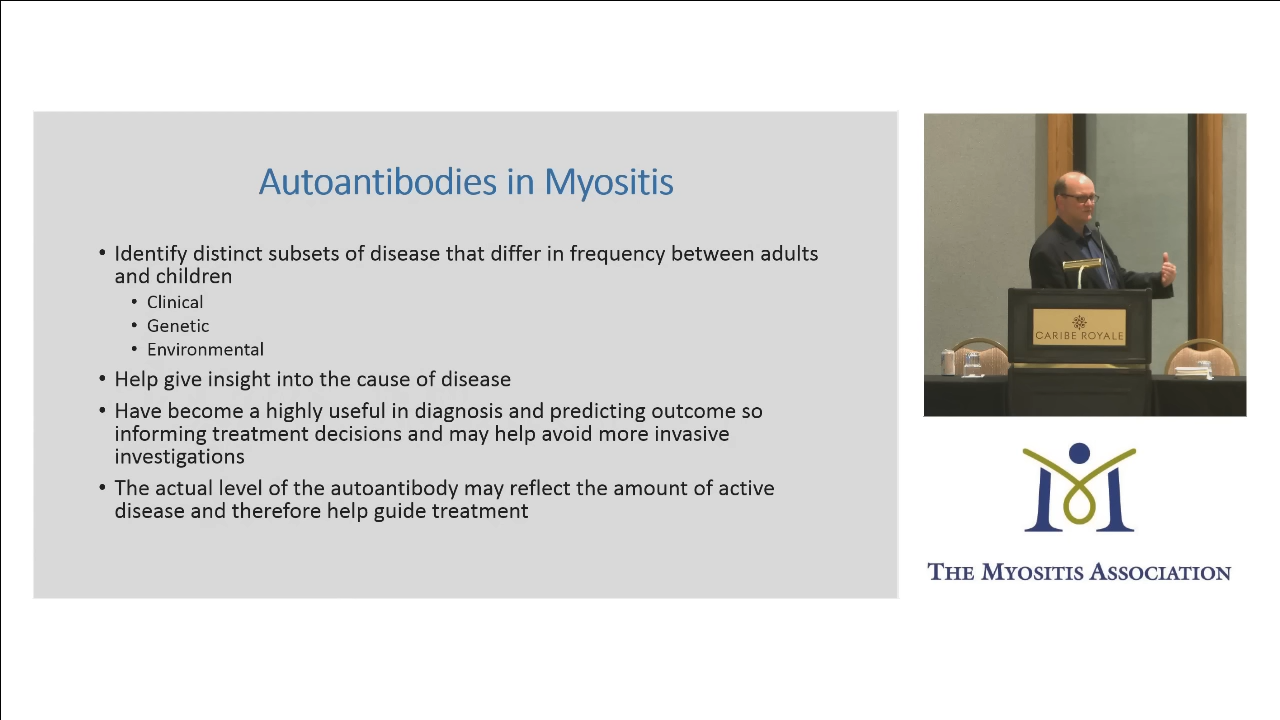 Autoantibodies in Myositis
• Identify distinct subsets of disease that differ in frequency between adults
and children
• Clinical
• Genetic
• Environmental
• Help give insight into the cause of disease
• Have become a highly useful in diagnosis and predicting outcome so
informing treatment decisions and may help avoid more invasive
investigations
• The actual level of the autoantibody may reflect the amount of active
disease and therefore help guide treatment
CARIBE ROYALE
THE MYOSITIS ASSOCIATION